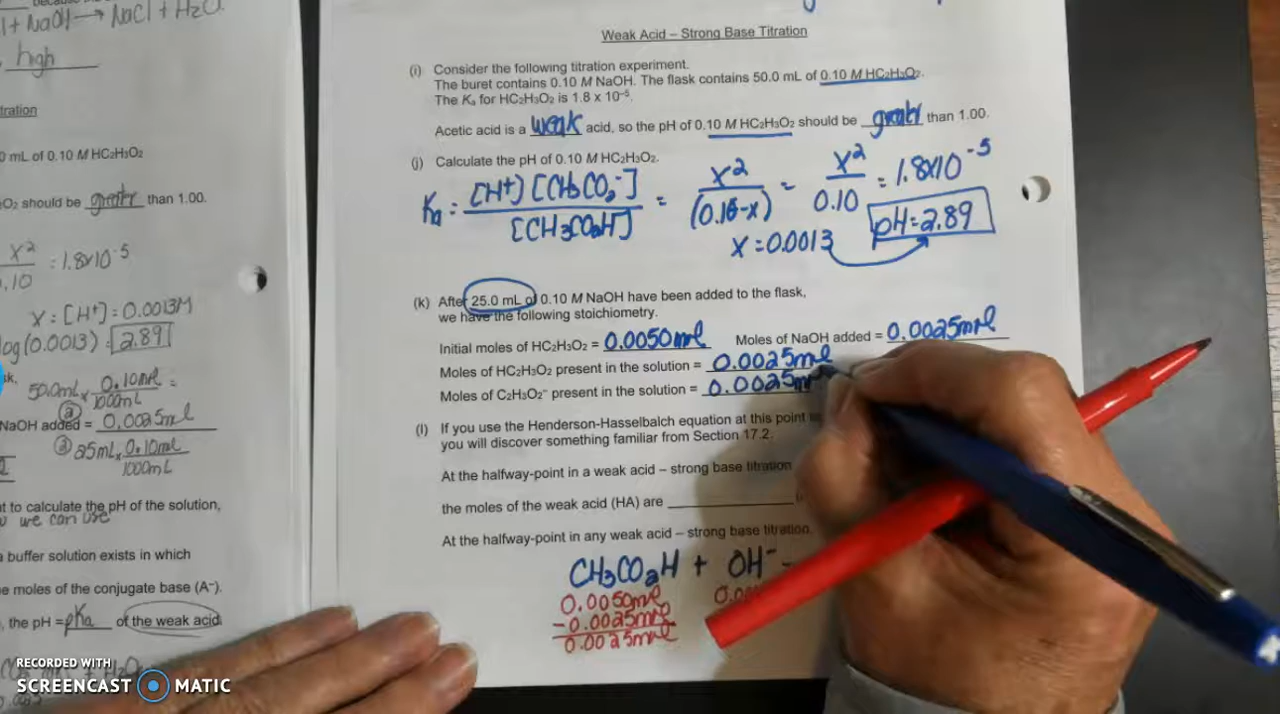 l + NaOH → NaCl + H2O
high
tration
0 mL of 0.10 M HC2H3O2
O2 should be greater than 1.00.
x2 / 0.10 = 1.8x10-5
x = [H+] = 0.0013M
log(0.0013) = 2.89
50.0mL x 0.10mol / 1000mL =
NaOH added = 0.0025mol
25mL x 0.10mol / 1000mL
t to calculate the pH of the solution,
we can use
a buffer solution exists in which
e moles of the conjugate base (A–).
, the pH = pKa of the weak acid.
RECORDED WITH
SCREENCAST MATIC
Weak Acid – Strong Base Titration
(i) Consider the following titration experiment.
The buret contains 0.10 M NaOH. The flask contains 50.0 mL of 0.10 M HC2H3O2.
The Ka for HC2H3O2 is 1.8 x 10–5.
Acetic acid is a weak acid, so the pH of 0.10 M HC2H3O2 should be greater than 1.00.
(j) Calculate the pH of 0.10 M HC2H3O2.
Ka = [H+] [CH3CO2-] / [CH3CO2H] = x2 / (0.10-x) = x2 / 0.10 = 1.8x10-5
x = 0.0013 pH = 2.89
(k) After 25.0 mL of 0.10 M NaOH have been added to the flask,
we have the following stoichiometry.
Initial moles of HC2H3O2 = 0.0050mol Moles of NaOH added = 0.0025mol
Moles of HC2H3O2 present in the solution = 0.0025mol
Moles of C2H3O2– present in the solution = 0.0025mol
(l) If you use the Henderson-Hasselbalch equation at this point
you will discover something familiar from Section 17.2.
At the halfway-point in a weak acid – strong base titration
the moles of the weak acid (HA) are
At the halfway-point in any weak acid – strong base titration,
CH3CO2H + OH-
0.0050mol
-0.0025mol
0.0025mol